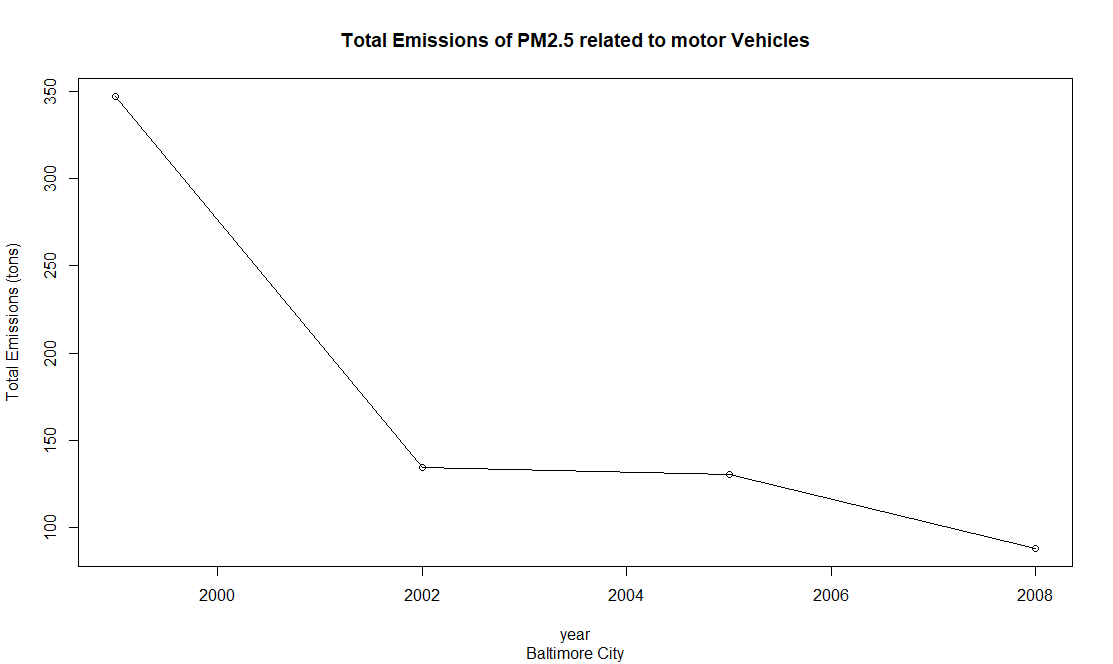 Total Emissions of PM2.5 related to motor Vehicles
Total Emissions (tons)
350
300
250
200
150
100
2000 2002 2004 2006 2008
year
Baltimore City